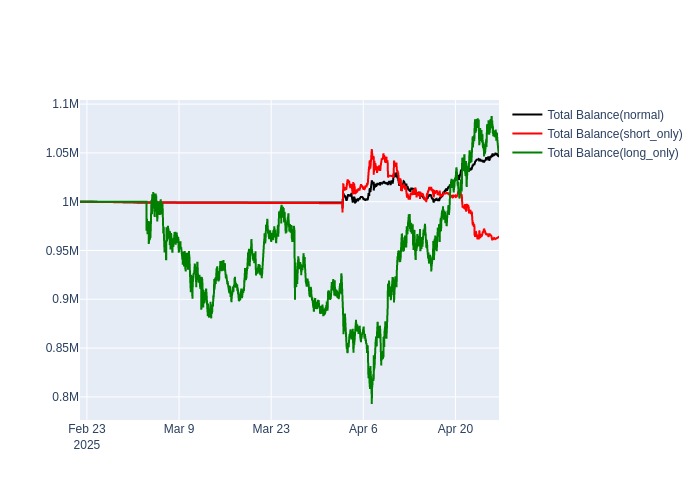 1.1M
1.05M
1M
0.95M
0.9M
0.85M
0.8M
Feb 23
2025
Mar 9
Mar 23
Apr 6
Apr 20
Total Balance(normal)
Total Balance(short_only)
Total Balance(long_only)